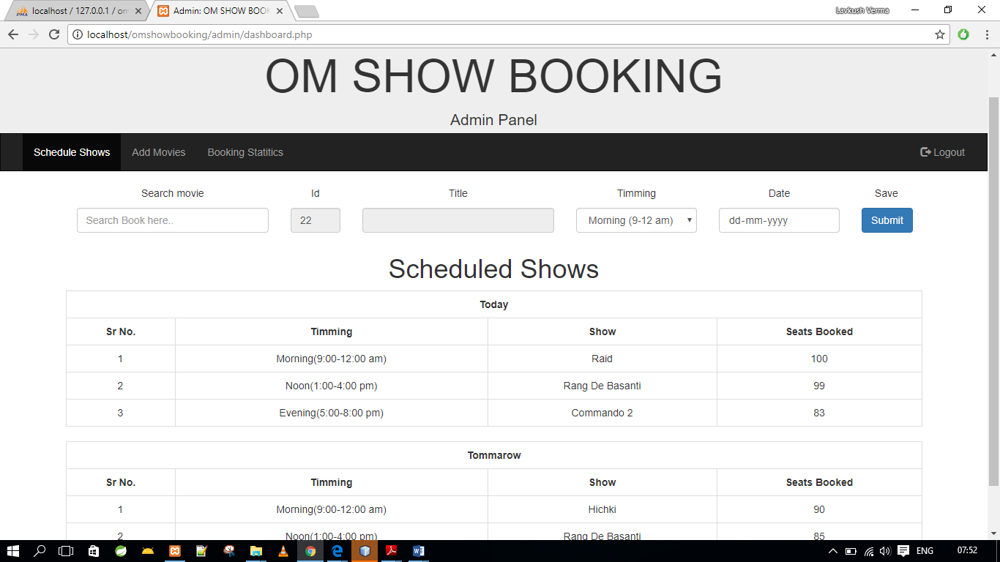 localhost / 127.0.0.1 / om
Admin: OM SHOW BOOK
Lavkush Verma
localhost/omshowbooking/admin/dashboard.php
OM SHOW BOOKING
Admin Panel
Schedule Shows Add Movies Booking Statitics Logout
Search movie Id Title Timming Date Save
Search Book here.. 22 Morning (9-12 am) dd-mm-yyyy Submit
Scheduled Shows
Today
Sr No. Timming Show Seats Booked
1 Morning(9:00-12:00 am) Raid 100
2 Noon(1:00-4:00 pm) Rang De Basanti 99
3 Evening(5:00-8:00 pm) Commando 2 83
Tommarow
Sr No. Timming Show Seats Booked
1 Morning(9:00-12:00 am) Hichki 90
2 Noon(1:00-4:00 pm) Rang De Basanti 85
ENG 07:52